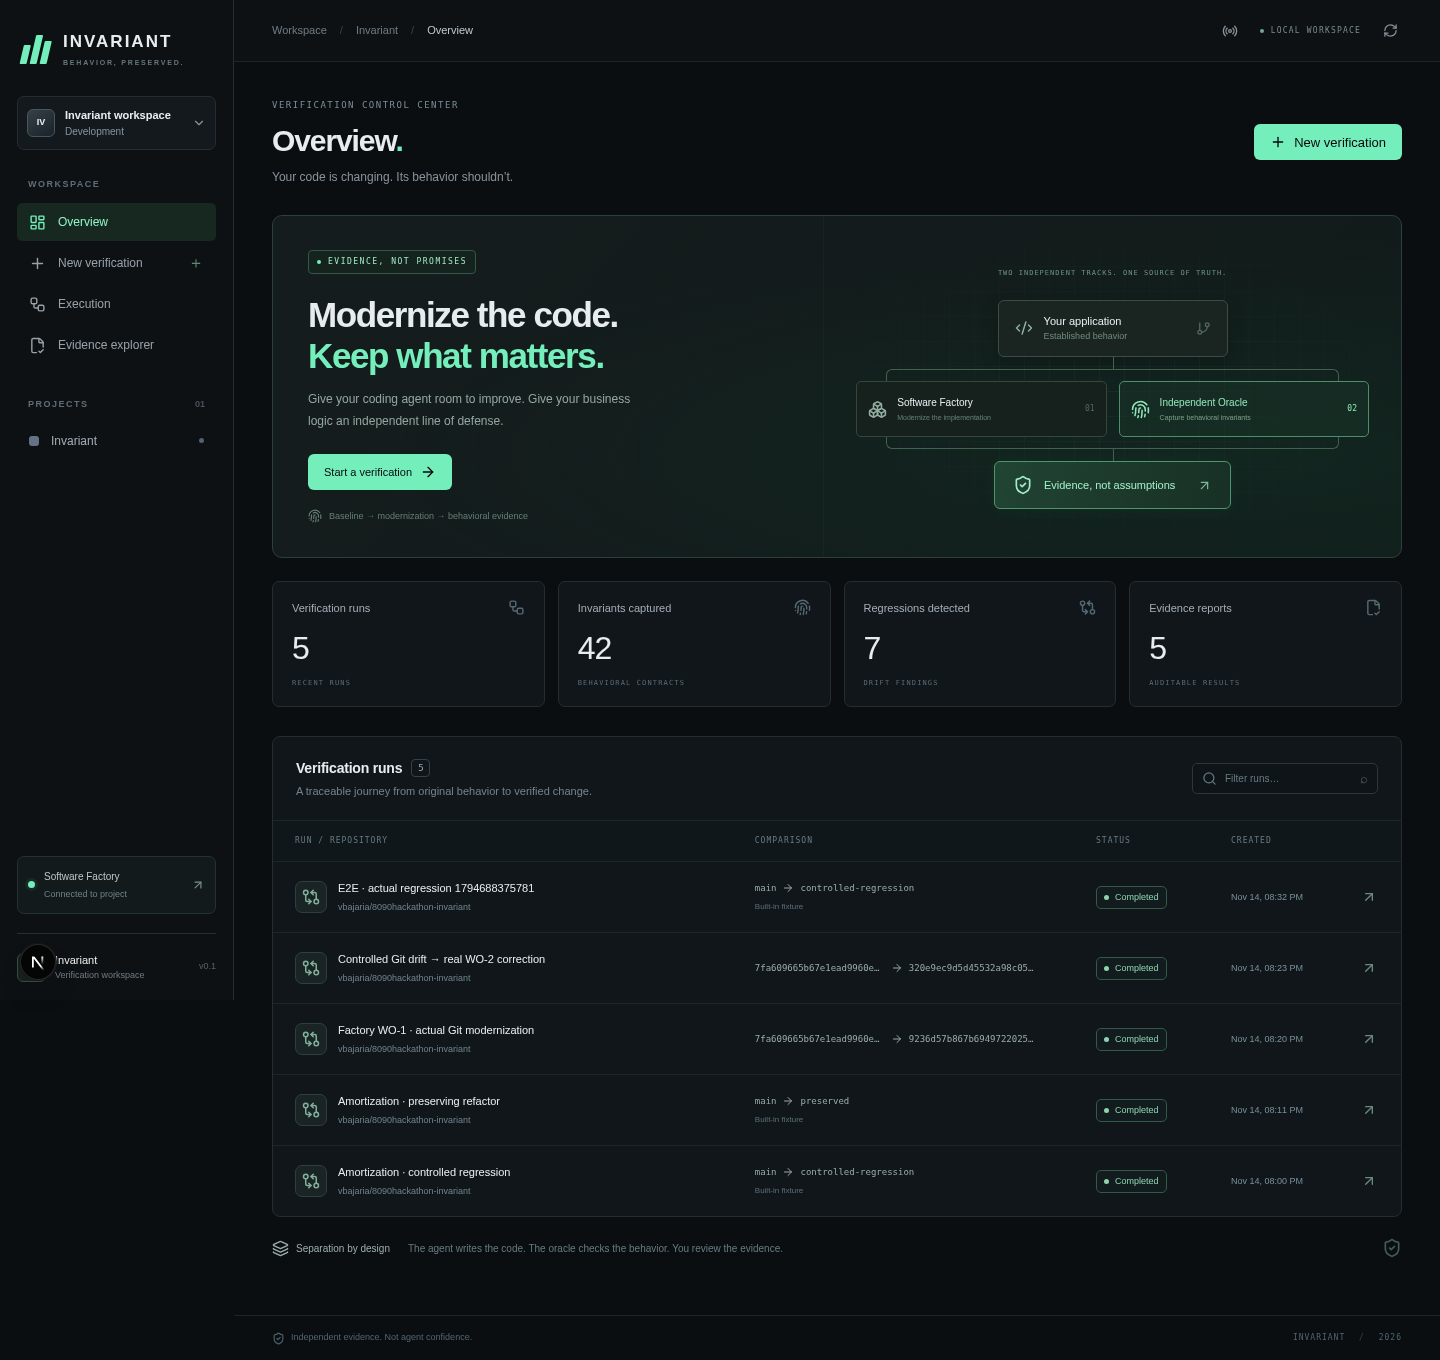 INVARIANT
BEHAVIOR, PRESERVED.
IV
Invariant workspace
Development
WORKSPACE
Overview
New verification
Execution
Evidence explorer
PROJECTS 01
Invariant
Software Factory
Connected to project
Invariant
Verification workspace
v0.1
Workspace / Invariant / Overview
LOCAL WORKSPACE
VERIFICATION CONTROL CENTER
Overview.
Your code is changing. Its behavior shouldn't.
New verification
EVIDENCE, NOT PROMISES
Modernize the code.
Keep what matters.
Give your coding agent room to improve. Give your business
logic an independent line of defense.
Start a verification
Baseline → modernization → behavioral evidence
TWO INDEPENDENT TRACKS. ONE SOURCE OF TRUTH.
Your application
Established behavior
Software Factory
Modernize the implementation
01
Independent Oracle
Capture behavioral invariants
02
Evidence, not assumptions
Verification runs
5
RECENT RUNS
Invariants captured
42
BEHAVIORAL CONTRACTS
Regressions detected
7
DRIFT FINDINGS
Evidence reports
5
AUDITABLE RESULTS
Verification runs 5
A traceable journey from original behavior to verified change.
Filter runs…
RUN / REPOSITORY COMPARISON STATUS CREATED
E2E · actual regression 1794688375781
vbajaria/8090hackathon-invariant
main → controlled-regression
Built-in fixture
Completed
Nov 14, 08:32 PM
Controlled Git drift → real WO-2 correction
vbajaria/8090hackathon-invariant
7fa609665b67e1ead9960e… → 320e9ec9d5d45532a98c05…
Completed
Nov 14, 08:23 PM
Factory WO-1 · actual Git modernization
vbajaria/8090hackathon-invariant
7fa609665b67e1ead9960e… → 9236d57b867b6949722025…
Completed
Nov 14, 08:20 PM
Amortization · preserving refactor
vbajaria/8090hackathon-invariant
main → preserved
Built-in fixture
Completed
Nov 14, 08:11 PM
Amortization · controlled regression
vbajaria/8090hackathon-invariant
main → controlled-regression
Built-in fixture
Completed
Nov 14, 08:00 PM
Separation by design The agent writes the code. The oracle checks the behavior. You review the evidence.
Independent evidence. Not agent confidence.
INVARIANT / 2026